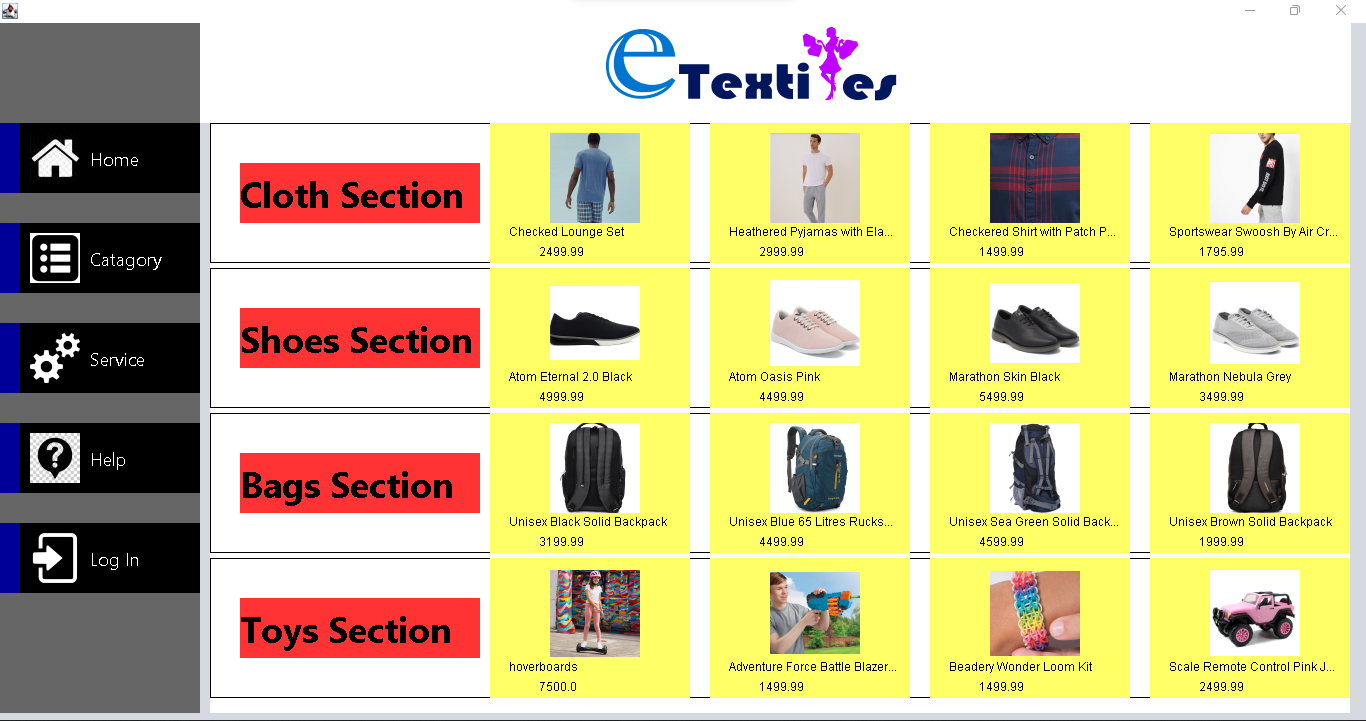 eTextiles
Home
Catagory
Service
Help
Log In
Cloth Section
Checked Lounge Set
2499.99
Heathered Pyjamas with Ela...
2999.99
Checkered Shirt with Patch P...
1499.99
Sportswear Swoosh By Air Cr...
1795.99
Shoes Section
Atom Eternal 2.0 Black
4999.99
Atom Oasis Pink
4499.99
Marathon Skin Black
5499.99
Marathon Nebula Grey
3499.99
Bags Section
Unisex Black Solid Backpack
3199.99
Unisex Blue 65 Litres Rucks...
4499.99
Unisex Sea Green Solid Back...
4599.99
Unisex Brown Solid Backpack
1999.99
Toys Section
hoverboards
7500.0
Adventure Force Battle Blazer...
1499.99
Beadery Wonder Loom Kit
1499.99
Scale Remote Control Pink J...
2499.99